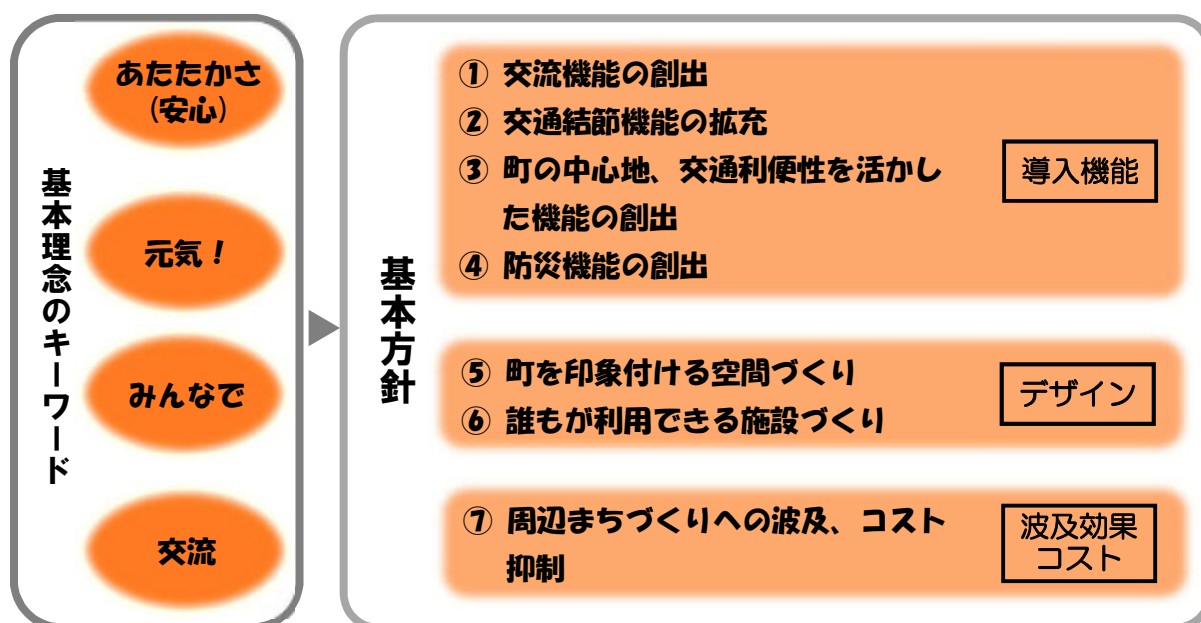 基本理念のキーワード
あたたかさ
(安心)
元気！
みんなで
交流
基本方針
① 交流機能の創出
② 交通結節機能の拡充
③ 町の中心地、交通利便性を活かし
た機能の創出
④ 防災機能の創出
導入機能
⑤ 町を印象付ける空間づくり
⑥ 誰もが利用できる施設づくり
デザイン
⑦ 周辺まちづくりへの波及、コスト
抑制
波及効果
コスト